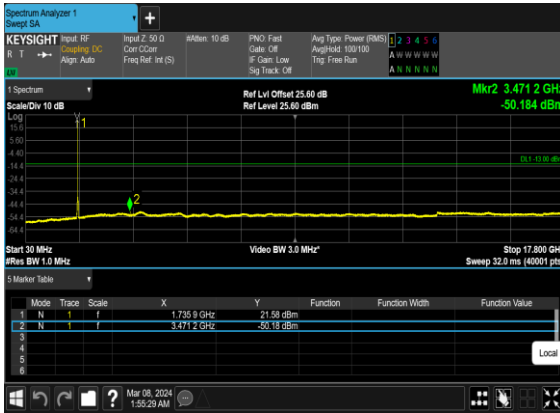 Spectrum Analyzer 1
Swept SA
+
KEYSIGHT Input: RF Input Z: 50 Ω #Atten: 10 dB PNO: Fast Avg Type: Power (RMS) 1 2 3 4 5 6
R T Coupling: DC Corr CCorr Gate: Off Avg|Hold: 100/100 A W W W W W
Align: Auto Freq Ref: Int (S) IF Gain: Low Trig: Free Run
Sig Track: Off A N N N N N
1 Spectrum
Ref Lvl Offset 25.60 dB Mkr2 3.471 2 GHz
Scale/Div 10 dB Ref Level 25.60 dBm -50.184 dBm
Log
15.6
5.60
-4.40
-14.4
-24.4
-34.4
-44.4
-54.4
-64.4
1
DL1 -13.00 dBm
2
Start 30 MHz Video BW 3.0 MHz* Stop 17.800 GHz
#Res BW 1.0 MHz Sweep 32.0 ms (40001 pts)
5 Marker Table
Mode Trace Scale X Y Function Function Width Function Value
1 N 1 f 1.735 9 GHz 21.58 dBm
2 N 1 f 3.471 2 GHz -50.18 dBm
3
4
5
6
Local
?
Mar 08, 2024
1:55:29 AM